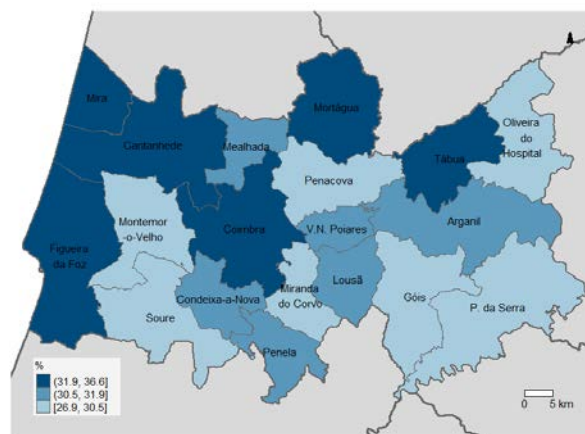 Mira
Mortágua
Oliveira
do
Hospital
Cantanhede
Mealhada
Tábua
Penacova
Montemor
-o-Velho
Coimbra
V.N. Poiares
Arganil
Figueira
da Foz
Lousã
Miranda
do Corvo
Condeixa-a-Nova
Góis
P. da Serra
Soure
Penela
%
(31.9, 36.6]
(30.5, 31.9]
[26.9, 30.5]
0 5 km